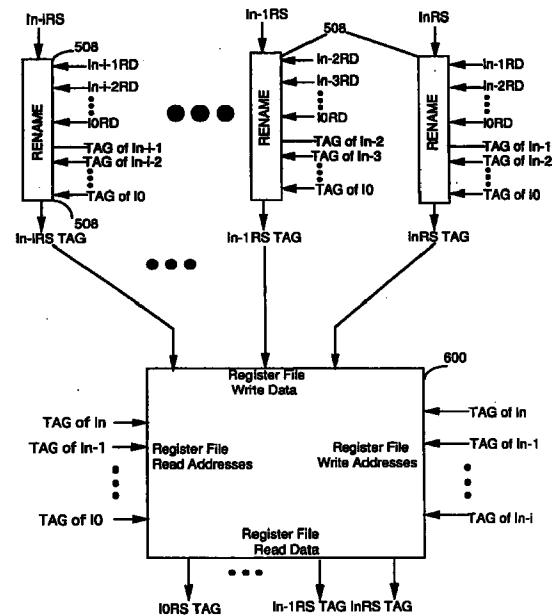 In-iRS
In-1RS
InRS
508
508
RENAME
In-i-1RD
In-i-2RD
I0RD
TAG of In-i-1
TAG of In-i-2
TAG of I0
508
In-iRS TAG
RENAME
In-2RD
In-3RD
I0RD
TAG of In-2
TAG of In-3
TAG of I0
In-1RS TAG
RENAME
In-1RD
In-2RD
I0RD
TAG of In-1
TAG of In-2
TAG of I0
InRS TAG
600
Register File
Write Data
TAG of In
TAG of In-1
TAG of I0
Register File
Read Addresses
Register File
Write Addresses
TAG of In
TAG of In-1
TAG of In-i
Register File
Read Data
I0RS TAG
In-1RS TAG
InRS TAG